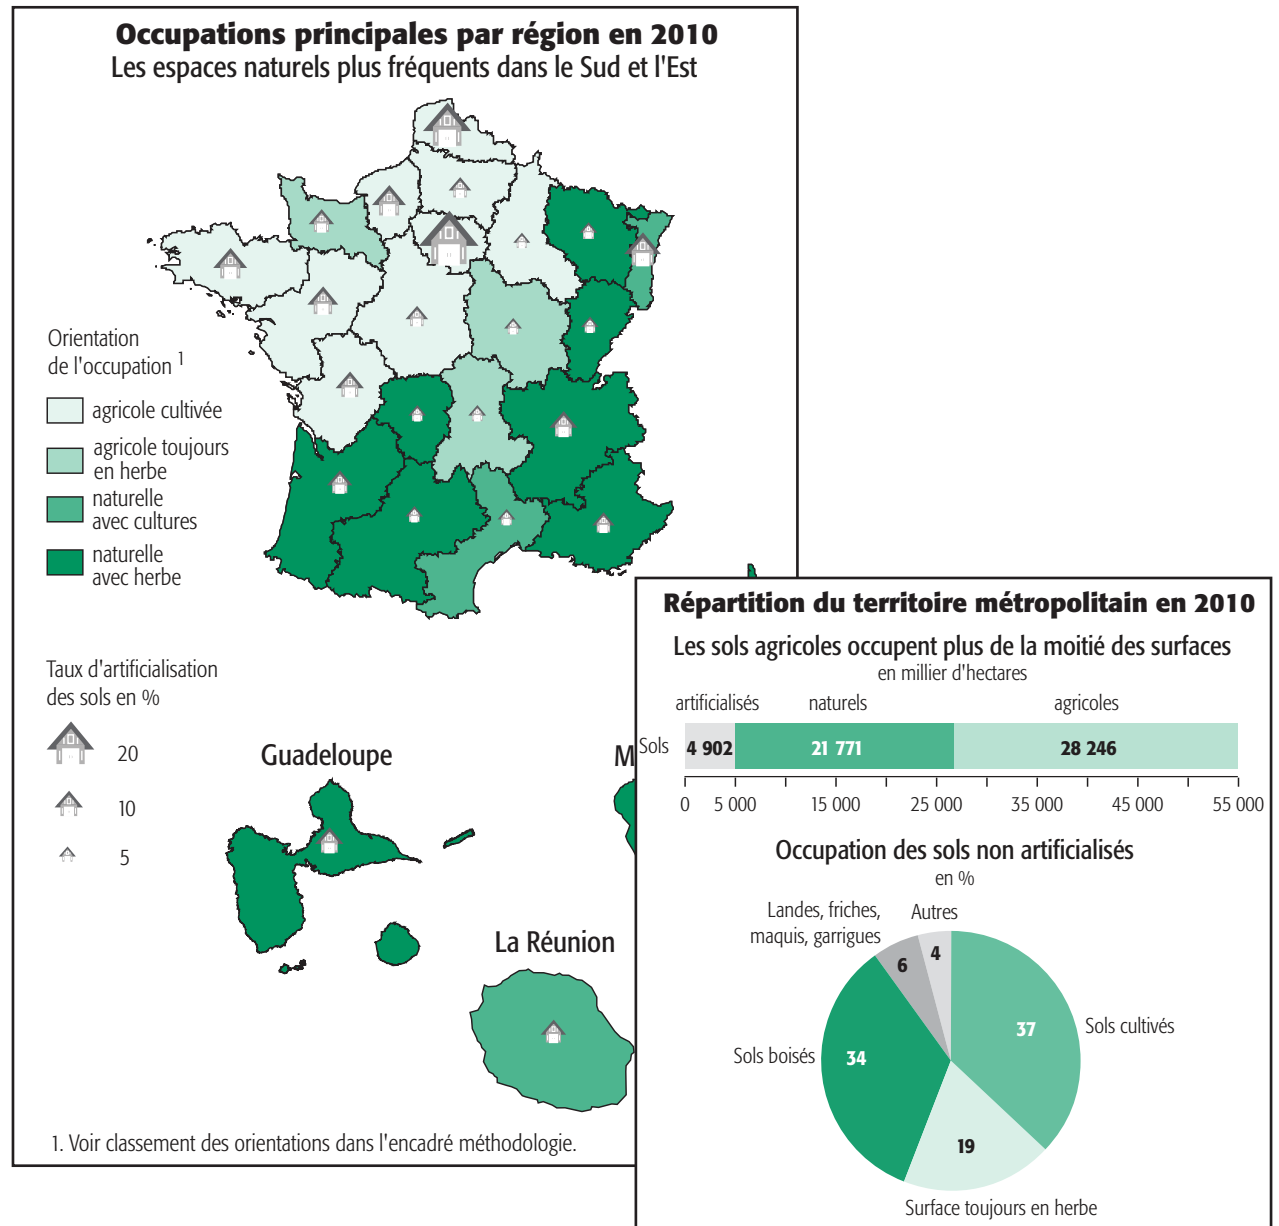 Occupations principales par région en 2010
Les espaces naturels plus fréquents dans le Sud et l'Est
Orientation
de l'occupation 1
agricole cultivée
agricole toujours
en herbe
naturelle
avec cultures
naturelle
avec herbe
Taux d'artificialisation
des sols en %
20
10
5
Guadeloupe
M
La Réunion
1. Voir classement des orientations dans l'encadré méthodologie.
Répartition du territoire métropolitain en 2010
Les sols agricoles occupent plus de la moitié des surfaces
en millier d'hectares
artificialisés naturels agricoles
Sols 4 902 21 771 28 246
0 5 000 15 000 25 000 35 000 45 000 55 000
Occupation des sols non artificialisés
en %
Landes, friches,
maquis, garrigues
Autres
6
4
37
Sols cultivés
Sols boisés
34
19
Surface toujours en herbe